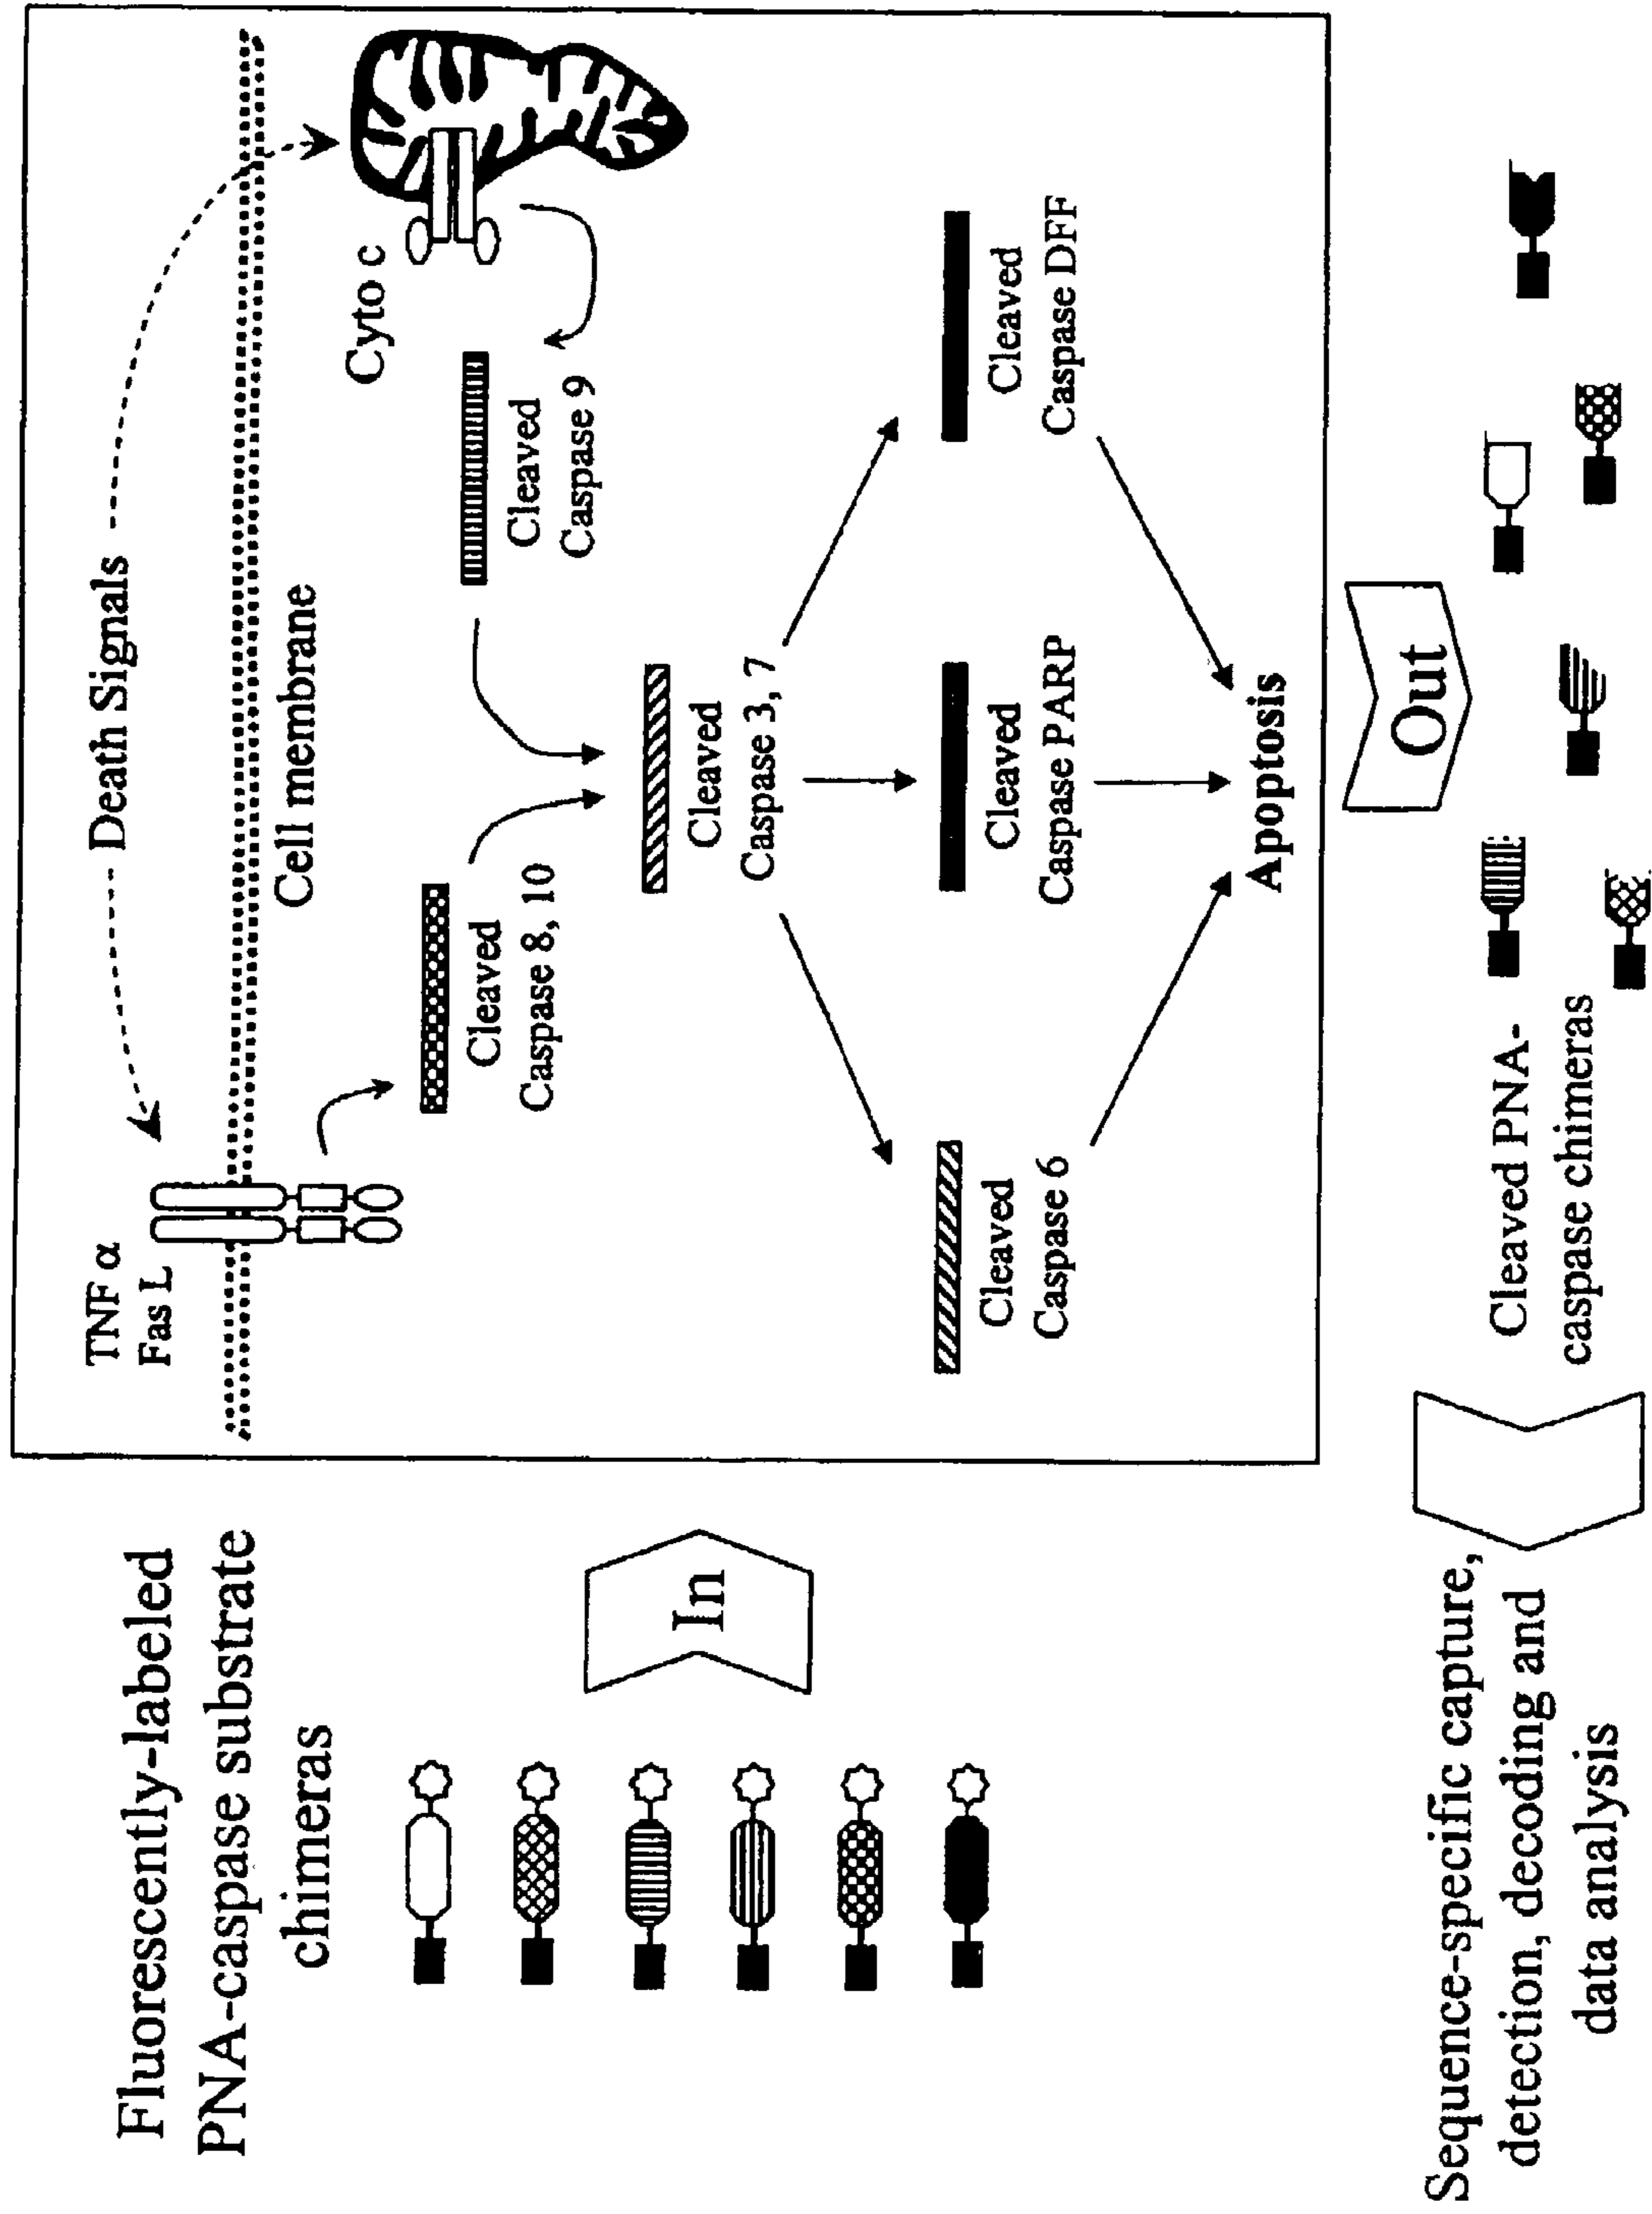 Fluorescently-labeled
PNA-caspase substrate
chimeras
In
TNF α
Fas L
Death Signals
Cell membrane
Cyto c
Cleaved
Caspase 8, 10
Cleaved
Caspase 9
Cleaved
Caspase 3, 7
Cleaved
Caspase 6
Cleaved
Caspase PARP
Cleaved
Caspase DFF
Apoptosis
Out
Cleaved PNA-
caspase chimeras
Sequence-specific capture,
detection, decoding and
data analysis